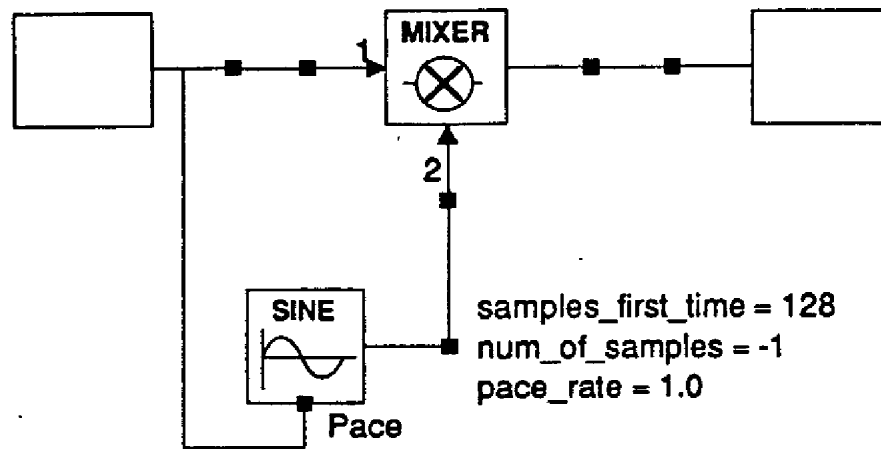 MIXER
1
2
SINE
Pace
samples_first_time = 128
num_of_samples = -1
pace_rate = 1.0